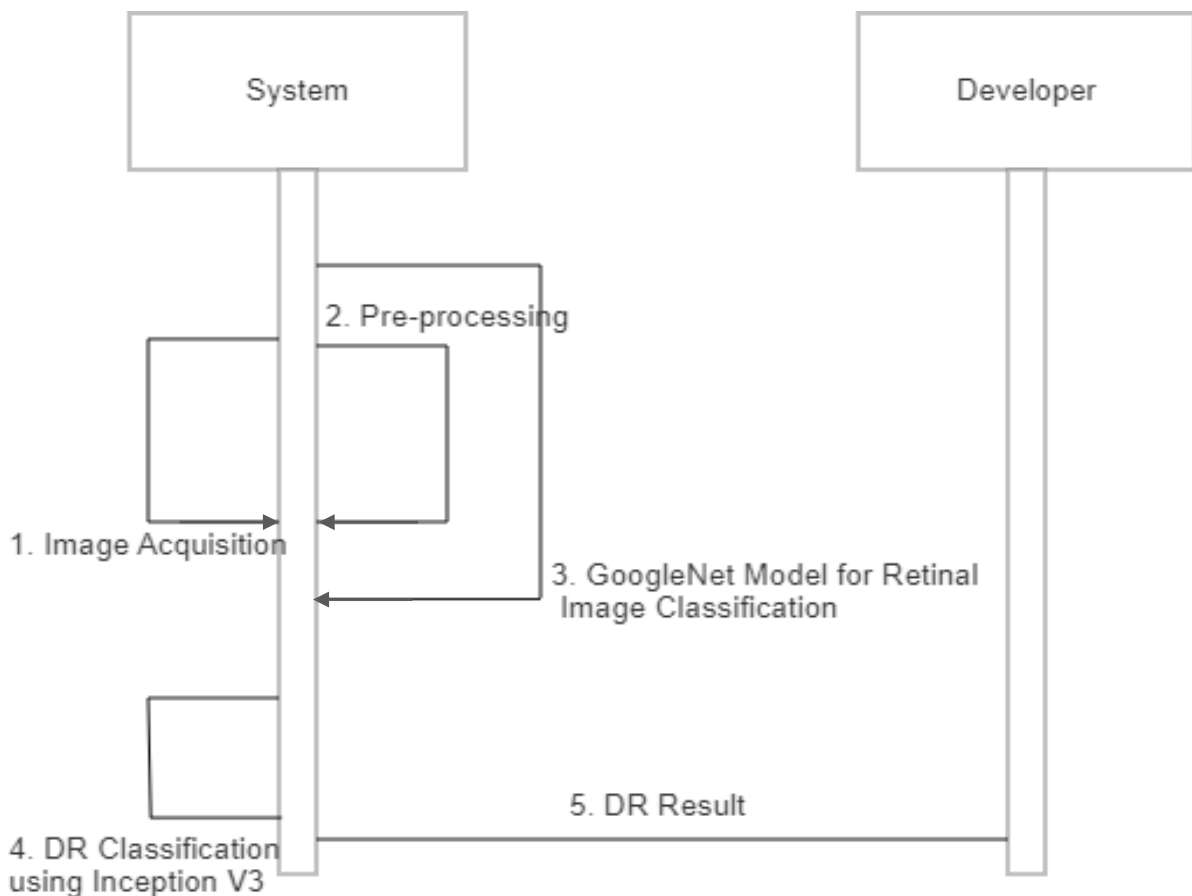 System
Developer
2. Pre-processing
1. Image Acquisition
3. GoogleNet Model for Retinal
Image Classification
5. DR Result
4. DR Classification
using Inception V3